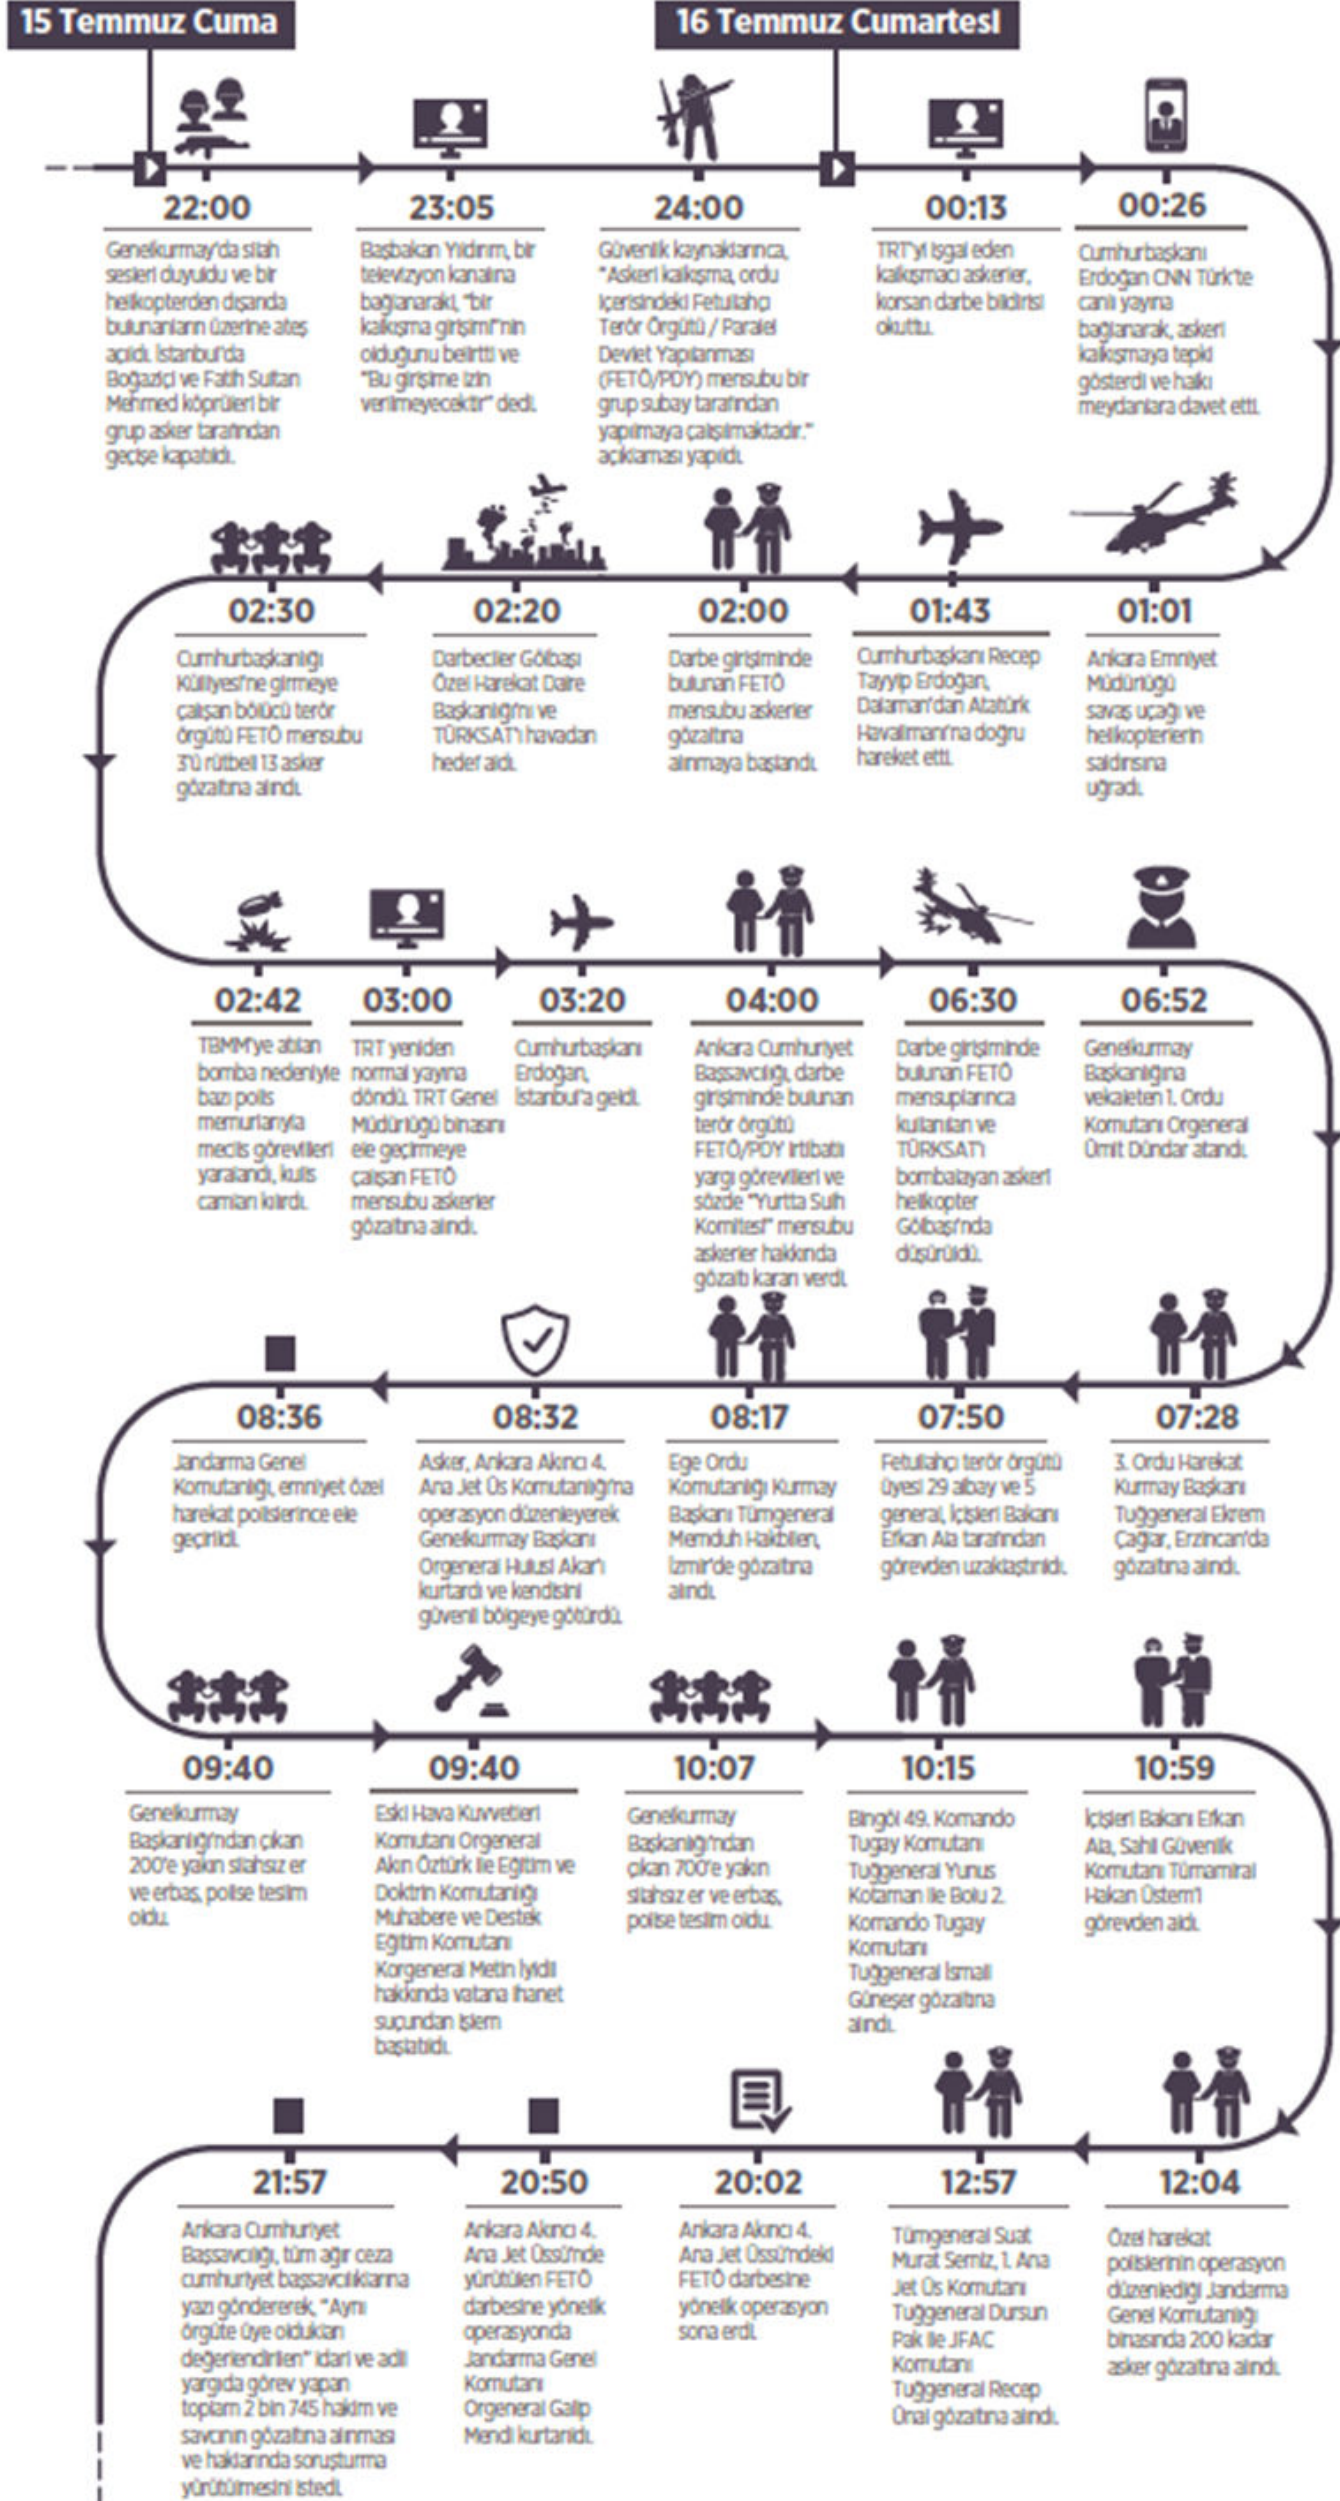 15 Temmuz Cuma
16 Temmuz Cumartesi
22:00
Genelkurmay'da silah
sesleri duyuldu ve bir
helikopterden dışarıda
bulunanların üzerine ateş
açıldı. İstanbul'da
Boğaziçi ve Fatih Sultan
Mehmed köprüleri bir
grup asker tarafından
geçişe kapatıldı.
23:05
Başbakan Yıldırım, bir
televizyon kanalına
bağlanarak, "bir
kalkışma girişimi"nin
olduğunu belirtti ve
"Bu girişime izin
verilmeyecektir" dedi.
24:00
Güvenlik kaynaklarınca,
"Askeri kalkışma, ordu
içerisindeki Fetullahçı
Terör Örgütü / Paralel
Devlet Yapılanması
(FETÖ/PDY) mensubu bir
grup subay tarafından
yapılmaya çalışılmaktadır."
açıklaması yapıldı.
00:13
TRT'yi işgal eden
kalkışmacı askerler,
korsan darbe bildirisi
okuttu.
00:26
Cumhurbaşkanı
Erdoğan CNN Türk'te
canlı yayına
bağlanarak, askeri
kalkışmaya tepki
gösterdi ve halkı
meydanlara davet etti.
02:30
Cumhurbaşkanlığı
Külliyesi'ne girmeye
çalışan bölücü terör
örgütü FETÖ mensubu
3'ü rütbeli 13 asker
gözaltına alındı.
02:20
Darbeciler Gölbaşı
Özel Harekat Daire
Başkanlığı'nı ve
TÜRKSAT'ı havadan
hedef aldı.
02:00
Darbe girişiminde
bulunan FETÖ
mensubu askerler
gözaltına
alınmaya başlandı.
01:43
Cumhurbaşkanı Recep
Tayyip Erdoğan,
Dalaman'dan Atatürk
Havalimanı'na doğru
hareket etti.
01:01
Ankara Emniyet
Müdürlüğü
savaş uçağı ve
helikopterlerin
saldırısına
uğradı.
02:42
TBMM'ye atılan
bomba nedeniyle
bazı polis
memurlarıyla
meclis görevlileri
yaralandı, kulis
camları kırırdı.
03:00
TRT yeniden
normal yayına
döndü. TRT Genel
Müdürlüğü binasını
ele geçirmeye
çalışan FETÖ
mensubu askerler
gözaltına alındı.
03:20
Cumhurbaşkanı
Erdoğan,
İstanbul'a geldi.
04:00
Ankara Cumhuriyet
Başsavcılığı, darbe
girişiminde bulunan
terör örgütü
FETÖ/PDY irtibatlı
yargı görevlileri ve
sözde "Yurtta Sulh
Komitesi" mensubu
askerler hakkında
gözaltı kararı verdi.
06:30
Darbe girişiminde
bulunan FETÖ
mensuplarınca
kullanılan ve
TÜRKSAT'ı
bombalayan askeri
helikopter
Gölbaşı'nda
düşürüldü.
06:52
Genelkurmay
Başkanlığına
vekaleten 1. Ordu
Komutanı Orgeneral
Ümit Dündar atandı.
08:36
Jandarma Genel
Komutanlığı, emniyet özel
harekat polislerince ele
geçirildi.
08:32
Asker, Ankara Akıncı 4.
Ana Jet Üs Komutanlığı'na
operasyon düzenleyerek
Genelkurmay Başkanı
Orgeneral Hulusi Akar'ı
kurtardı ve kendisini
güvenli bölgeye götürdü.
08:17
Ege Ordu
Komutanlığı Kurmay
Başkanı Tümgeneral
Memduh Hakbilen,
İzmir'de gözaltına
alındı.
07:50
Fetullahçı terör örgütü
üyesi 29 albay ve 5
general, İçişleri Bakanı
Efkan Ala tarafından
görevden uzaklaştırıldı.
07:28
3. Ordu Harekat
Kurmay Başkanı
Tuğgeneral Ekrem
Çağlar, Erzincan'da
gözaltına alındı.
09:40
Genelkurmay
Başkanlığı'ndan çıkan
200'e yakın silahsız er
ve erbaş, polise teslim
oldu.
09:40
Eski Hava Kuvvetleri
Komutanı Orgeneral
Akın Öztürk ile Eğitim ve
Doktrin Komutanlığı
Muhabere ve Destek
Eğitim Komutanı
Korgeneral Metin İyidil
hakkında vatana ihanet
suçundan işlem
başlatıldı.
10:07
Genelkurmay
Başkanlığı'ndan
çıkan 700'e yakın
silahsız er ve erbaş,
polise teslim oldu.
10:15
Bingöl 49. Komando
Tugay Komutanı
Tuğgeneral Yunus
Kotaman ile Bolu 2.
Komando Tugay
Komutanı
Tuğgeneral İsmail
Güneşer gözaltına
alındı.
10:59
İçişleri Bakanı Efkan
Ala, Sahil Güvenlik
Komutanı Tümamiral
Hakan Üstem'i
görevden aldı.
21:57
Ankara Cumhuriyet
Başsavcılığı, tüm ağır ceza
cumhuriyet başsavcılıklarına
yazı göndererek, "Aynı
örgüte üye oldukları
değerlendirilen" idari ve adli
yargıda görev yapan
toplam 2 bin 745 hakim ve
savcının gözaltına alınması
ve haklarında soruşturma
yürütülmesini istedi.
20:50
Ankara Akıncı 4.
Ana Jet Üssü'nde
yürütülen FETÖ
darbesine yönelik
operasyonda
Jandarma Genel
Komutanı
Orgeneral Galip
Mendi kurtarıldı.
20:02
Ankara Akıncı 4.
Ana Jet Üssü'ndeki
FETÖ darbesine
yönelik operasyon
sona erdi.
12:57
Tümgeneral Suat
Murat Semiz, 1. Ana
Jet Üs Komutanı
Tuğgeneral Dursun
Pak ile JFAC
Komutanı
Tuğgeneral Recep
Ünal gözaltına alındı.
12:04
Özel harekat
polislerinin operasyon
düzenlediği Jandarma
Genel Komutanlığı
binasında 200 kadar
asker gözaltına alındı.